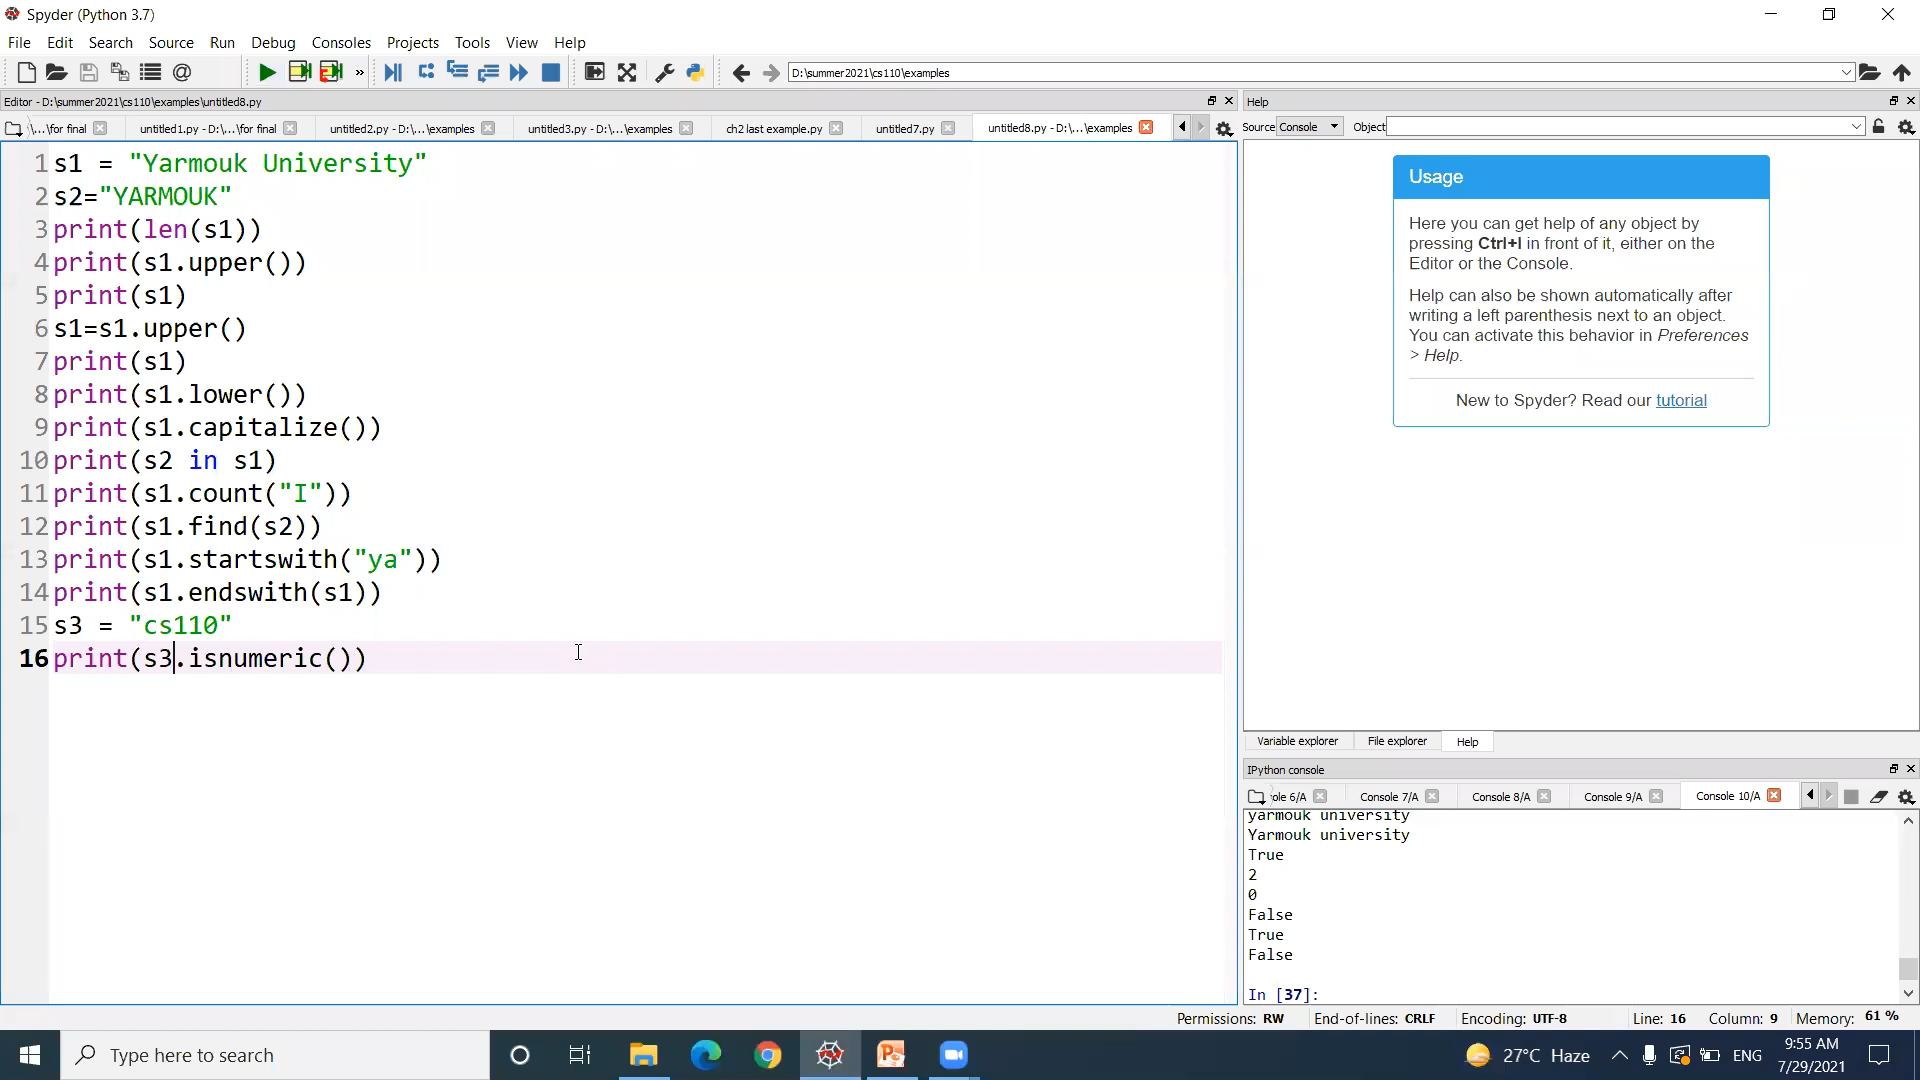 Spyder (Python 3.7)
File Edit Search Source Run Debug Consoles Projects Tools View Help
D:\summer2021\cs110\examples
Editor - D:\summer2021\cs110\examples\untitled8.py
\...\for final untitled1.py - D:\...\for final untitled2.py - D:\...\examples untitled3.py - D:\...\examples ch2 last example.py untitled7.py untitled8.py - D:\...\examples
1 s1 = "Yarmouk University"
2 s2="YARMOUK"
3 print(len(s1))
4 print(s1.upper())
5 print(s1)
6 s1=s1.upper()
7 print(s1)
8 print(s1.lower())
9 print(s1.capitalize())
10 print(s2 in s1)
11 print(s1.count("I"))
12 print(s1.find(s2))
13 print(s1.startswith("ya"))
14 print(s1.endswith(s1))
15 s3 = "cs110"
16 print(s3.isnumeric())
Help
Source Console Object
Usage
Here you can get help of any object by
pressing Ctrl+I in front of it, either on the
Editor or the Console.
Help can also be shown automatically after
writing a left parenthesis next to an object.
You can activate this behavior in Preferences
> Help.
New to Spyder? Read our tutorial
Variable explorer File explorer Help
IPython console
ole 6/A Console 7/A Console 8/A Console 9/A Console 10/A
yarmouk university
Yarmouk university
True
2
0
False
True
False
In [37]:
Permissions: RW End-of-lines: CRLF Encoding: UTF-8 Line: 16 Column: 9 Memory: 61 %
Type here to search
27°C Haze ENG
9:55 AM
7/29/2021